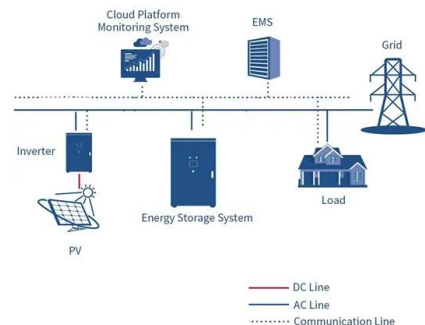 Cloud Platform
Monitoring System
EMS
Grid
Inverter
Energy Storage System
Load
PV
DC Line
AC Line
Communication Line